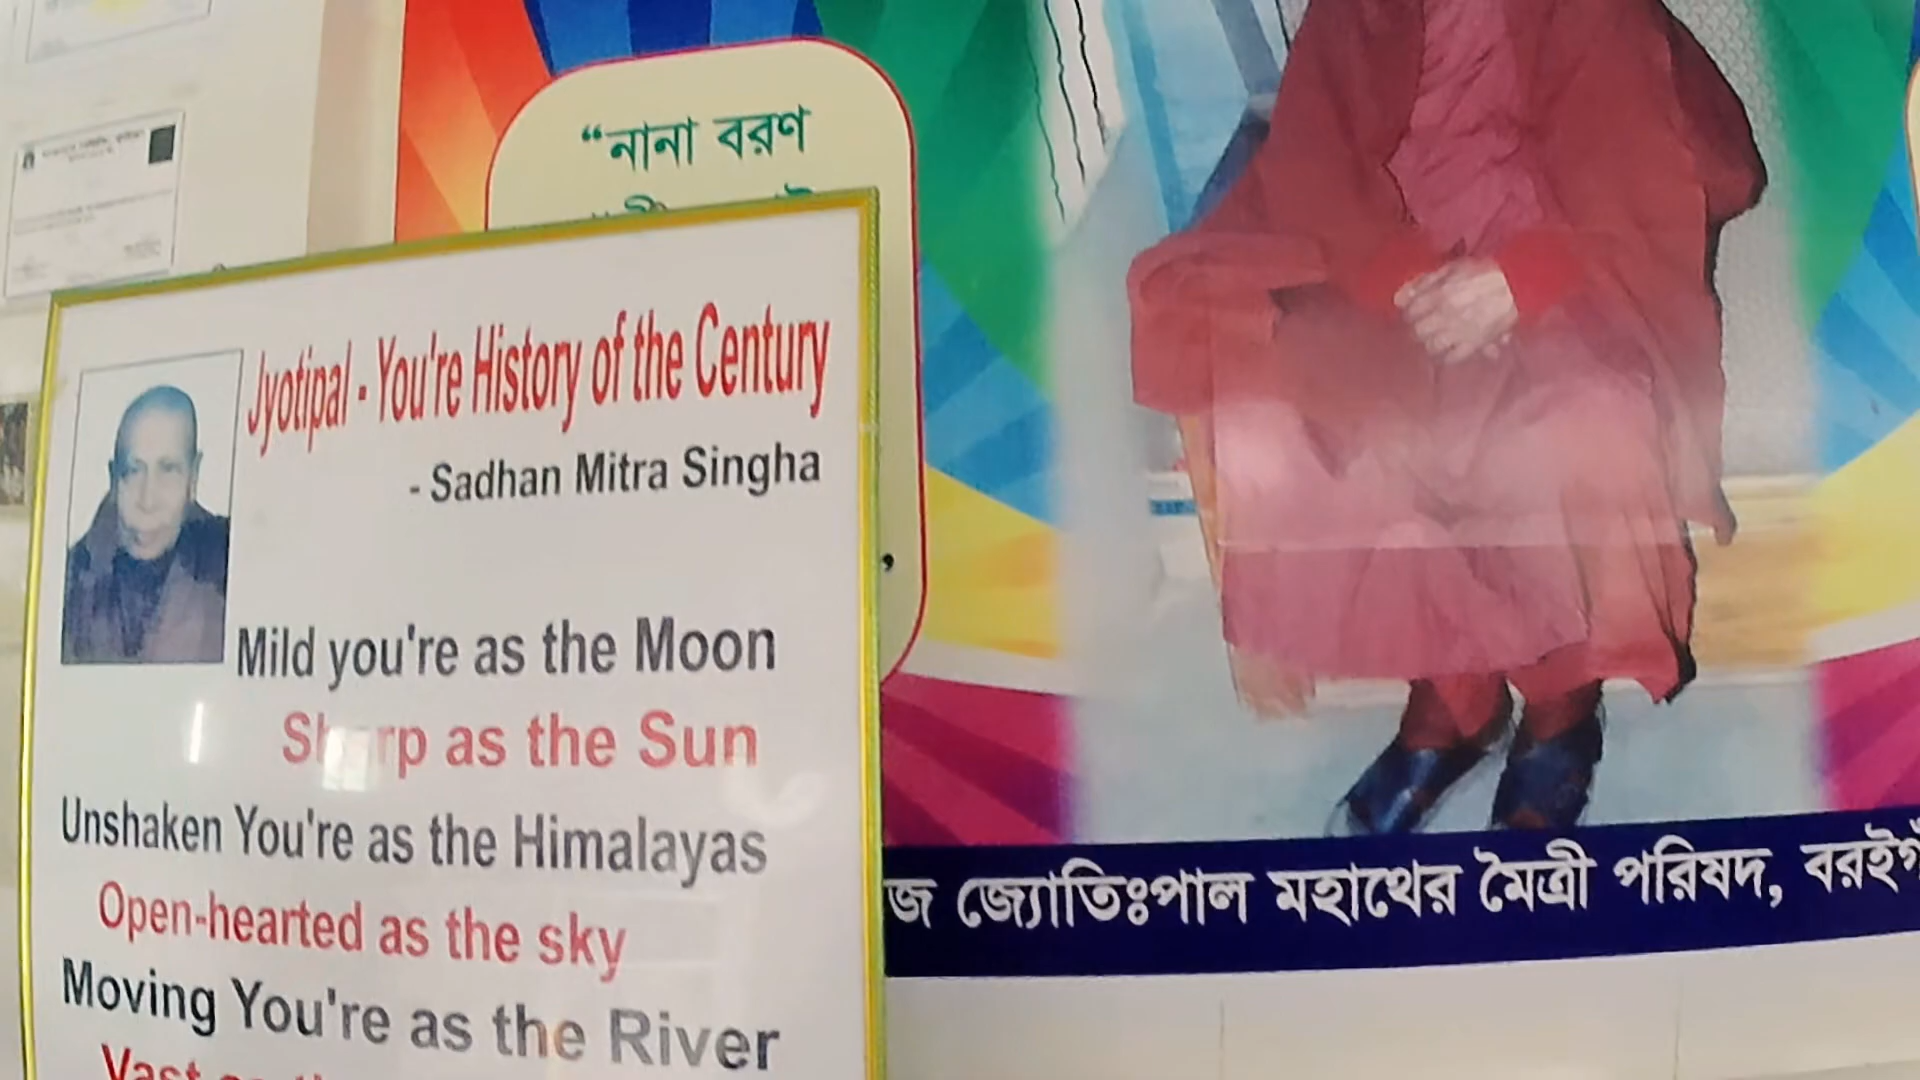 “নানা বরণ
Jyotipal - You're History of the Century
- Sadhan Mitra Singha
Mild you're as the Moon
Sharp as the Sun
Unshaken You're as the Himalayas
Open-hearted as the sky
Moving You're as the River
Vast as
জ জ্যোতিঃপাল মহাথের মৈত্রী পরিষদ,